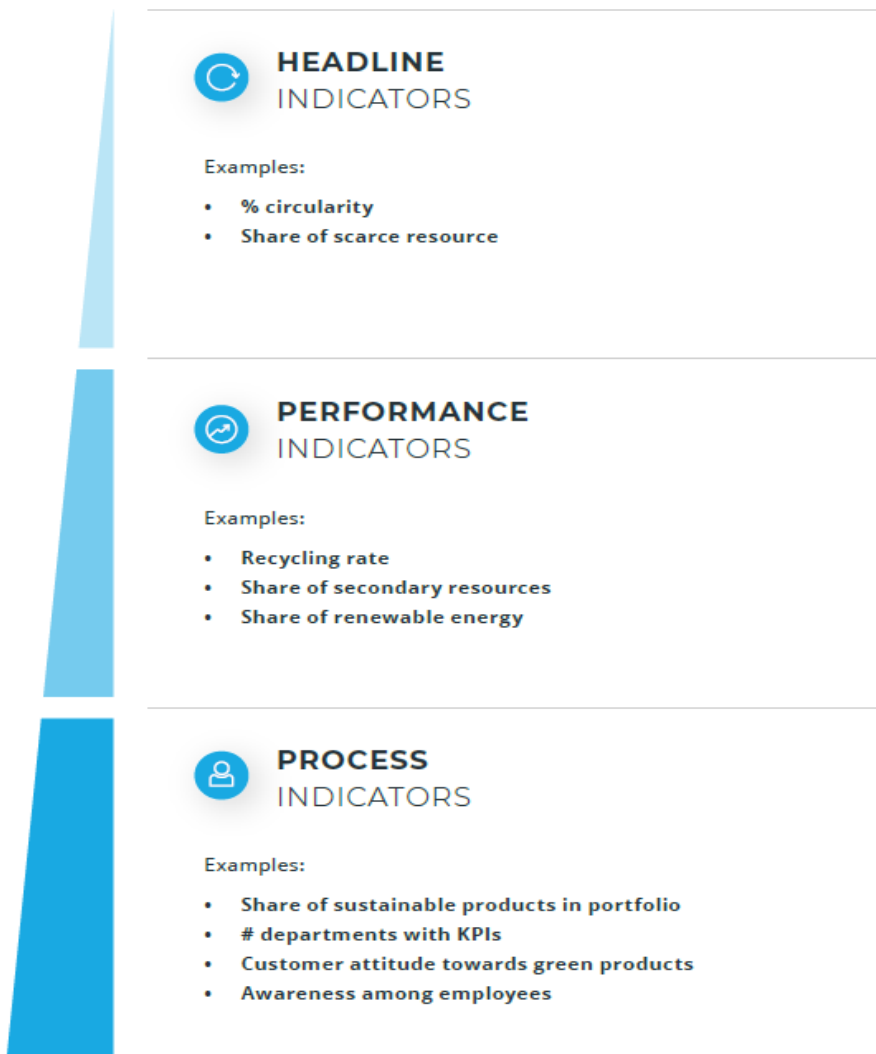 HEADLINE
INDICATORS
Examples:
• % circularity
• Share of scarce resource
PERFORMANCE
INDICATORS
Examples:
• Recycling rate
• Share of secondary resources
• Share of renewable energy
PROCESS
INDICATORS
Examples:
• Share of sustainable products in portfolio
• # departments with KPIs
• Customer attitude towards green products
• Awareness among employees